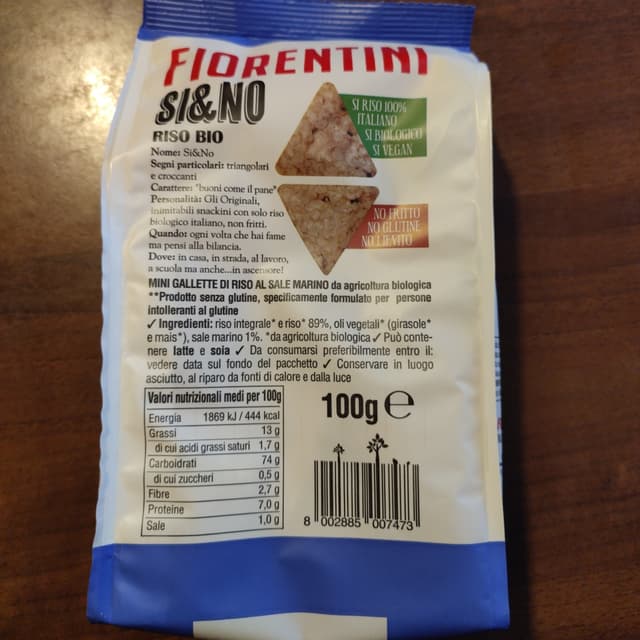 FIORENTINI
SI&NO
RISO BIO
Nome: Si&No
Segni particolari: triangolari
e croccanti
Carattere: "buoni come il pane"
Personalità: Gli Originali,
inimitabili snackini con solo riso
biologico italiano, non fritti.
Quando: ogni volta che hai fame
ma pensi alla bilancia.
Dove: in casa, in strada, al lavoro,
a scuola ma anche...in ascensore!
SI RISO 100%
ITALIANO
SI BIOLOGICO
SI VEGAN
NO FRITTO
NO GLUTINE
NO LIEVITO
MINI GALLETTE DI RISO AL SALE MARINO da agricoltura biologica
**Prodotto senza glutine, specificamente formulato per persone
intolleranti al glutine
✓ Ingredienti: riso integrale* e riso* 89%, oli vegetali* (girasole*
e mais*), sale marino 1%. *da agricoltura biologica ✓ Può conte-
nere latte e soia ✓ Da consumarsi preferibilmente entro il:
vedere data sul fondo del pacchetto ✓ Conservare in luogo
asciutto, al riparo da fonti di calore e dalla luce
Valori nutrizionali medi per 100g
Energia 1869 kJ / 444 kcal
Grassi 13 g
di cui acidi grassi saturi 1,7 g
Carboidrati 74 g
di cui zuccheri 0,5 g
Fibre 2,7 g
Proteine 7,0 g
Sale 1,0 g
100g e
8 002885 007473